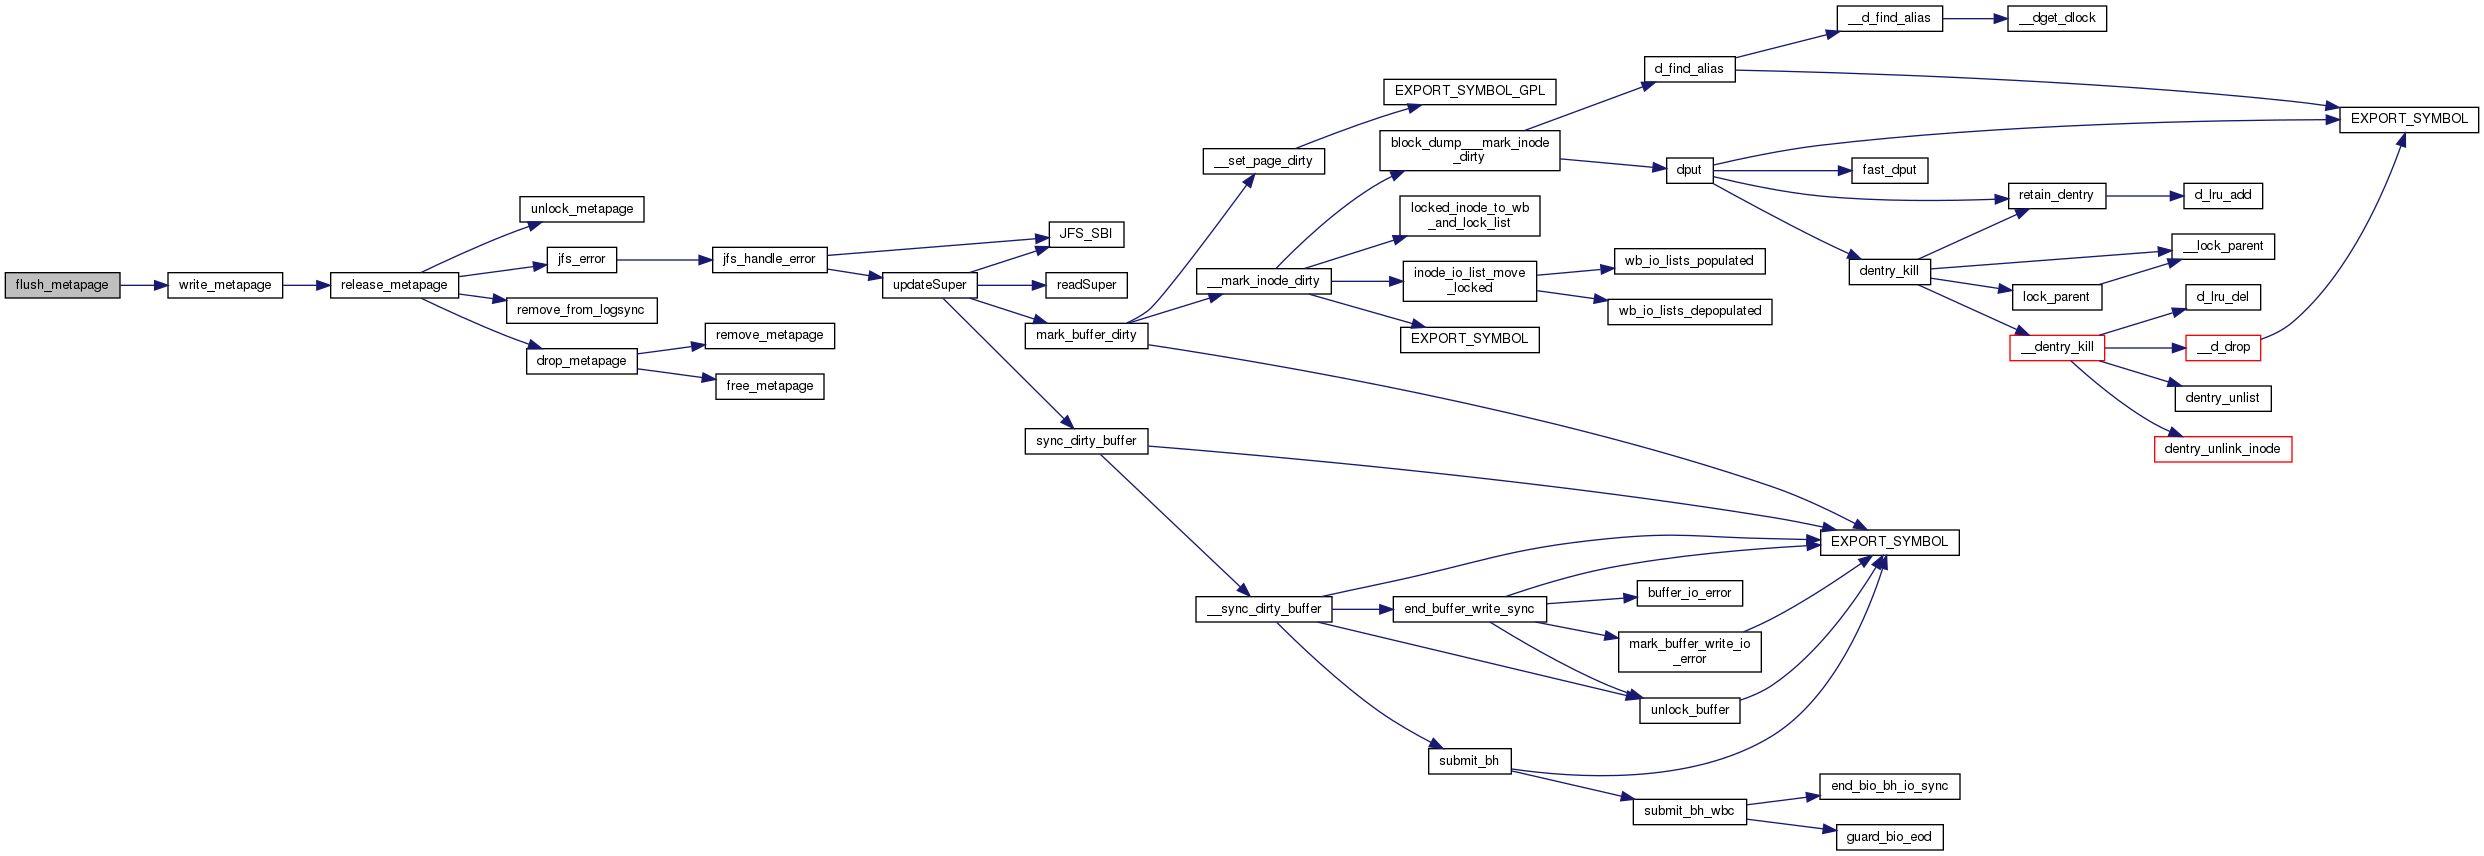 flush_metapage
write_metapage
release_metapage
unlock_metapage
jfs_error
remove_from_logsync
drop_metapage
remove_metapage
free_metapage
jfs_handle_error
JFS_SBI
updateSuper
readSuper
mark_buffer_dirty
sync_dirty_buffer
__set_page_dirty
EXPORT_SYMBOL_GPL
__mark_inode_dirty
block_dump___mark_inode
_dirty
locked_inode_to_wb
_and_lock_list
inode_io_list_move
_locked
EXPORT_SYMBOL
wb_io_lists_populated
wb_io_lists_depopulated
d_find_alias
__d_find_alias
__dget_dlock
EXPORT_SYMBOL
dput
fast_dput
retain_dentry
d_lru_add
dentry_kill
__lock_parent
lock_parent
__dentry_kill
d_lru_del
__d_drop
dentry_unlist
dentry_unlink_inode
EXPORT_SYMBOL
__sync_dirty_buffer
end_buffer_write_sync
buffer_io_error
mark_buffer_write_io
_error
unlock_buffer
submit_bh
submit_bh_wbc
end_bio_bh_io_sync
guard_bio_eod